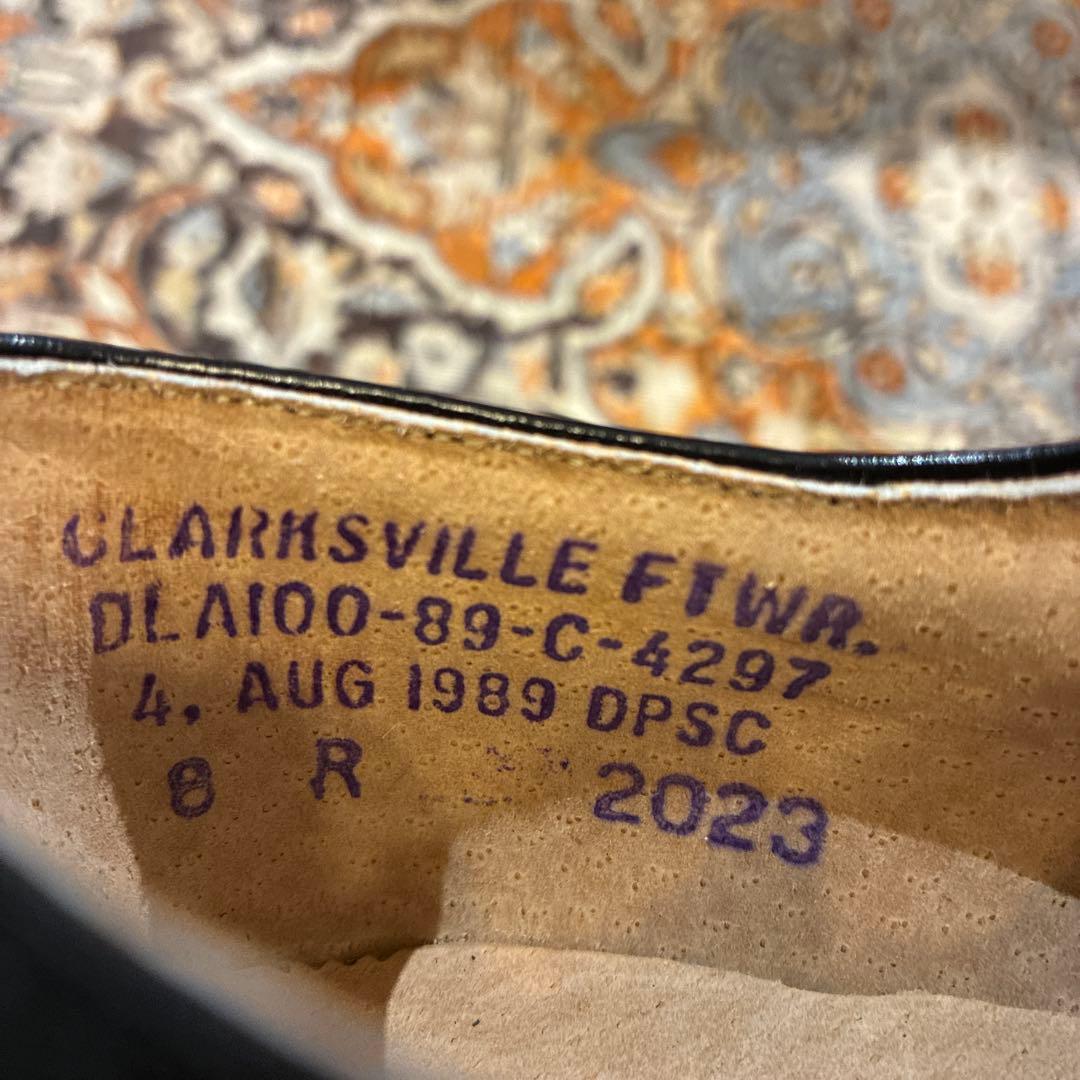 CLARKSVILLE FTWR.
DLA100-89-C-4297
4. AUG 1989 DPSC
8 R 2023